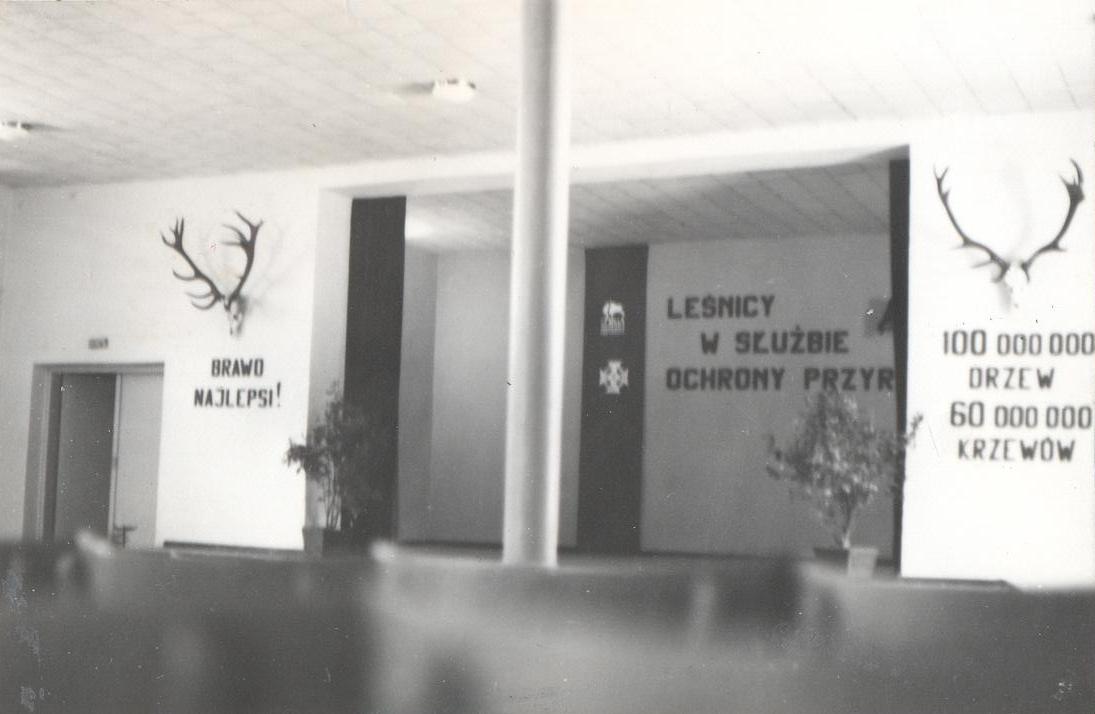 BRAWO
NAJLEPSI!
LEŚNICY
W SŁUŻBIE
OCHRONY PRZYR
100 000 000
DRZEW
60 000 000
KRZEWÓW